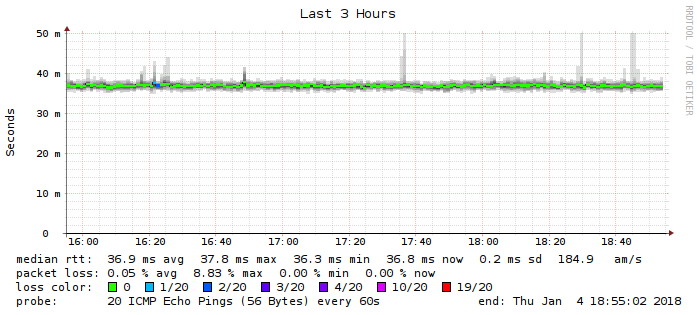 Last 3 Hours
RRDTOOL / TOBI OETIKER
Seconds
50 m
40 m
30 m
20 m
10 m
0
16:00 16:20 16:40 17:00 17:20 17:40 18:00 18:20 18:40
median rtt: 36.9 ms avg 37.8 ms max 36.3 ms min 36.8 ms now 0.2 ms sd 184.9 am/s
packet loss: 0.05 % avg 8.83 % max 0.00 % min 0.00 % now
loss color: 0 1/20 2/20 3/20 4/20 10/20 19/20
probe: 20 ICMP Echo Pings (56 Bytes) every 60s end: Thu Jan 4 18:55:02 2018